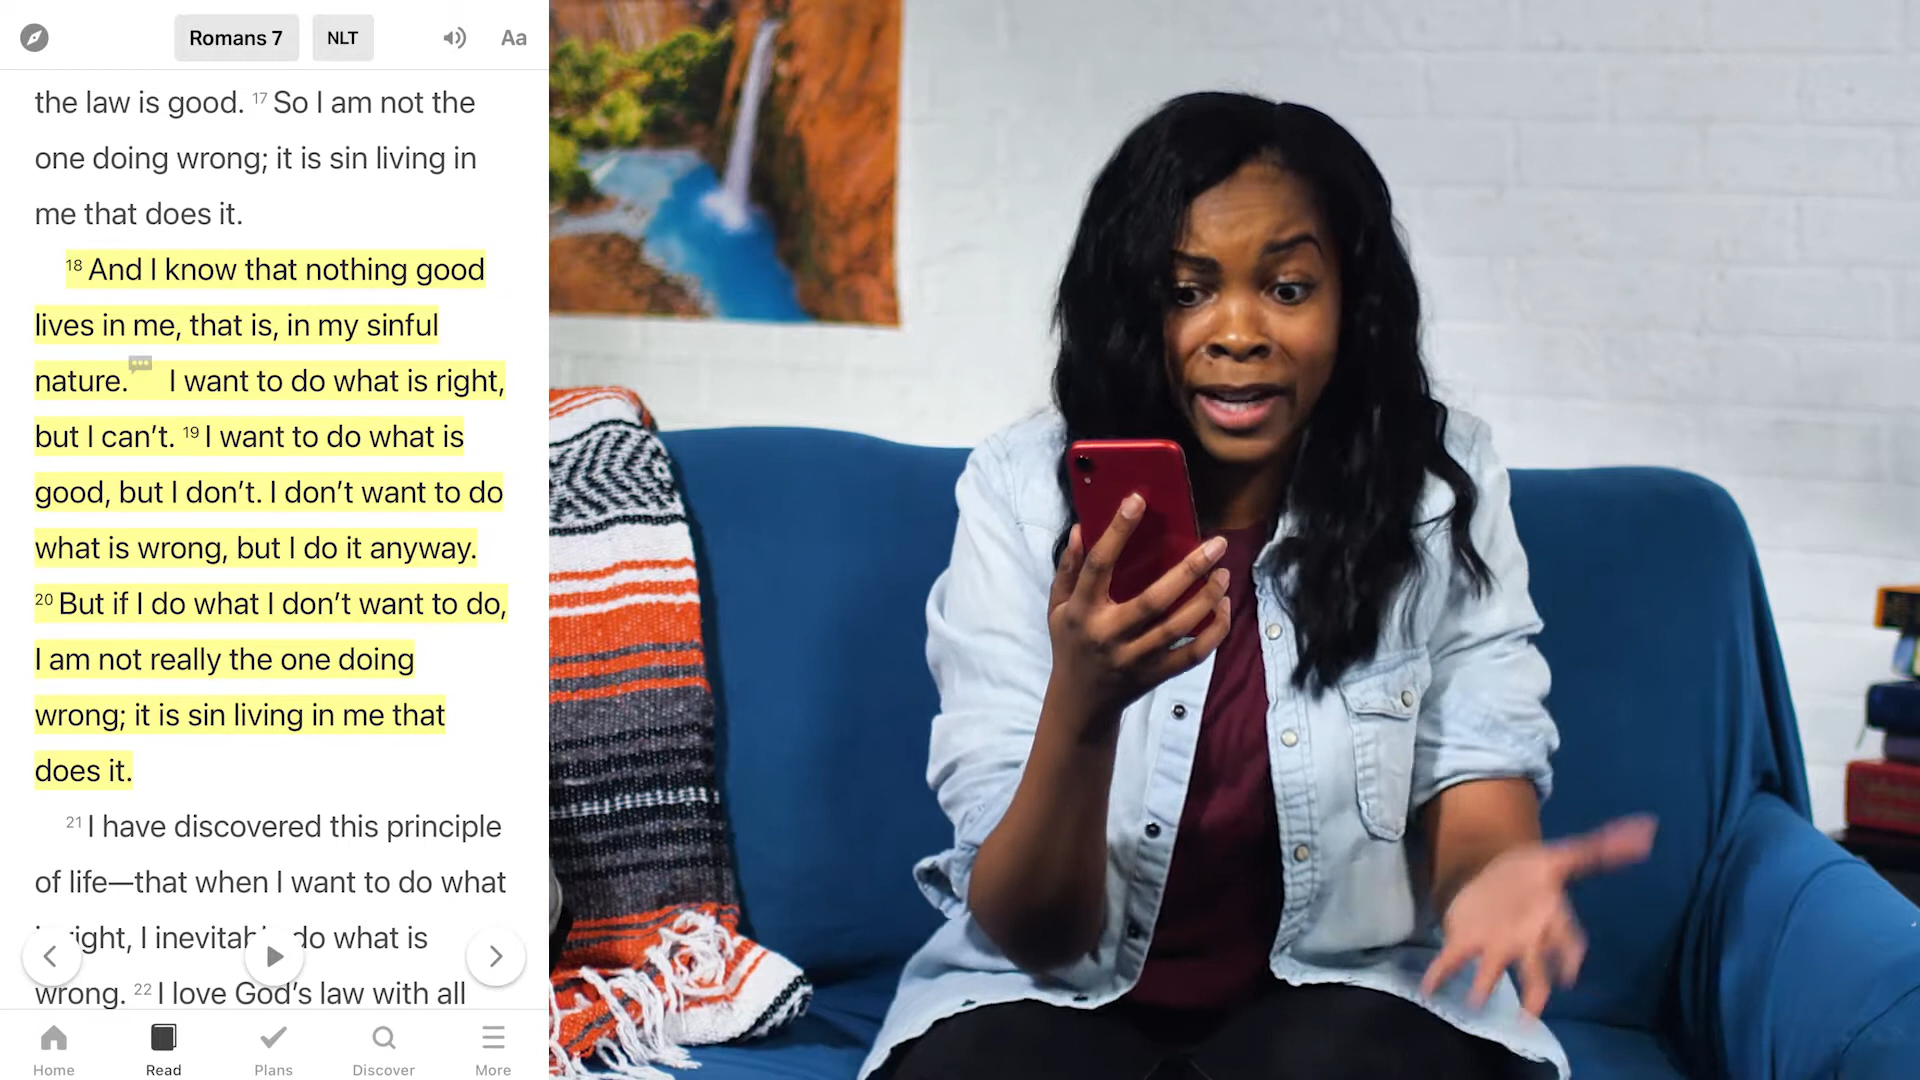 Romans 7 NLT Aa
the law is good. 17 So I am not the
one doing wrong; it is sin living in
me that does it.
18 And I know that nothing good
lives in me, that is, in my sinful
nature. I want to do what is right,
but I can’t. 19 I want to do what is
good, but I don’t. I don’t want to do
what is wrong, but I do it anyway.
20 But if I do what I don’t want to do,
I am not really the one doing
wrong; it is sin living in me that
does it.
21 I have discovered this principle
of life—that when I want to do what
I inevitably do what is
wrong. 22 I love God’s law with all
Home Read Plans Discover More